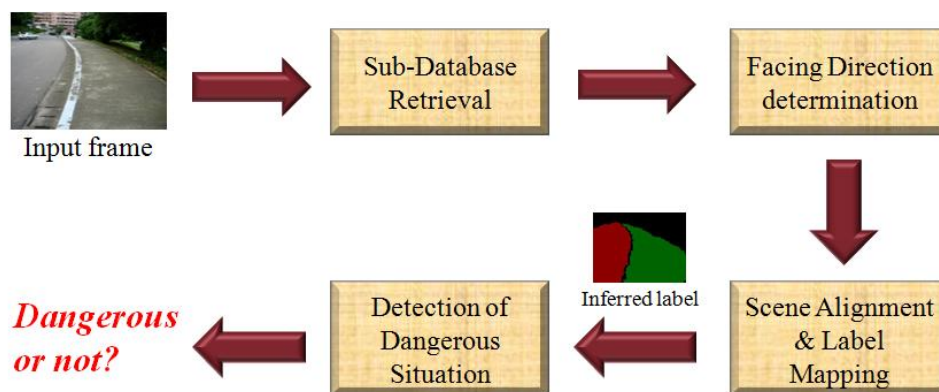 Input frame
Sub-Database
Retrieval
Facing Direction
determination
Scene Alignment
& Label
Mapping
Inferred label
Detection of
Dangerous
Situation
Dangerous
or not?